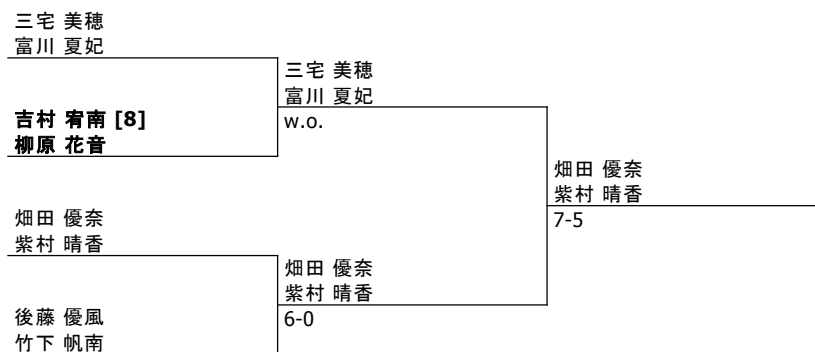 三宅 美穂
富川 夏妃
吉村 宥南 [8]
柳原 花音
畑田 優奈
紫村 晴香
後藤 優風
竹下 帆南
三宅 美穂
富川 夏妃
w.o.
畑田 優奈
紫村 晴香
6-0
畑田 優奈
紫村 晴香
7-5